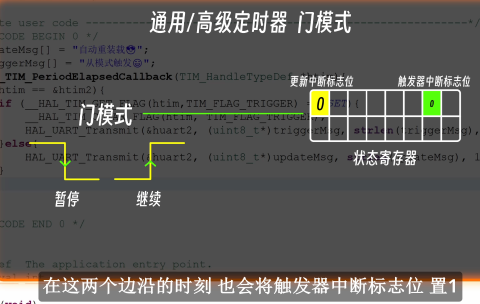 通用/高级定时器 门模式
te user code
CODE BEGIN 0 */
ateMsg[] = "自动重装载😎";
ggerMsg[] = "从模式触发😄";
_TIM_PeriodElapsedCallback(TIM_HandleTypeDef
htim == &htim2){
更新中断标志位 触发器中断标志位
if (__HAL_TIM_GET_FLAG(htim,TIM_FLAG_TRIGGER) = SET){
0 0
门模式
__HAL_TIM_CLEAR_FLAG(htim, TIM_FLAG_TRIGGER);
HAL_UART_Transmit(&huart2, (uint8_t*)triggerMsg, strlen(triggerMsg),
}else{
HAL_UART_Transmit(&huart2, (uint8_t*)updateMsg, s updateMsg), 1
状态寄存器
}
暂停 继续
CODE END 0 */
ef The application entry point.
在这两个边沿的时刻 也会将触发器中断标志位 置1